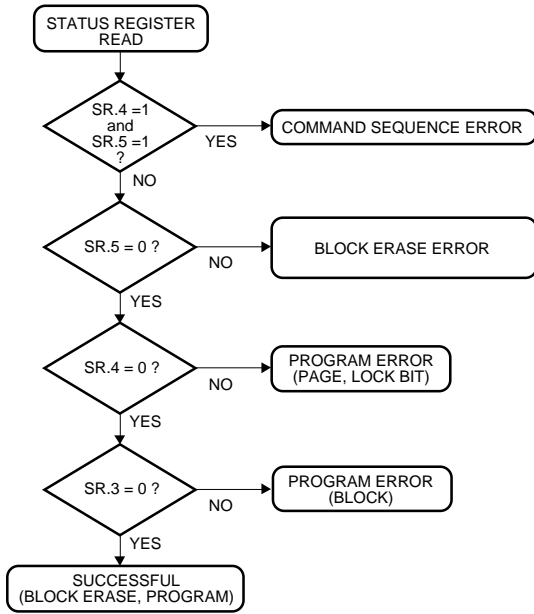 STATUS REGISTER
READ
SR.4 =1
and
SR.5 =1
?
YES
COMMAND SEQUENCE ERROR
NO
SR.5 = 0 ?
NO
BLOCK ERASE ERROR
YES
SR.4 = 0 ?
NO
PROGRAM ERROR
(PAGE, LOCK BIT)
YES
SR.3 = 0 ?
NO
PROGRAM ERROR
(BLOCK)
YES
SUCCESSFUL
(BLOCK ERASE, PROGRAM)